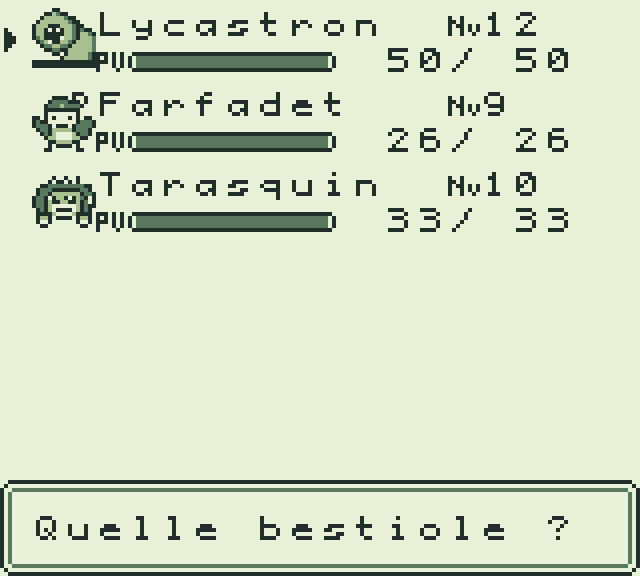 Lycastron Nv12
PV 50/ 50
Farfadet Nv9
PV 26/ 26
Tarasquin Nv10
PV 33/ 33
Quelle bestiole ?